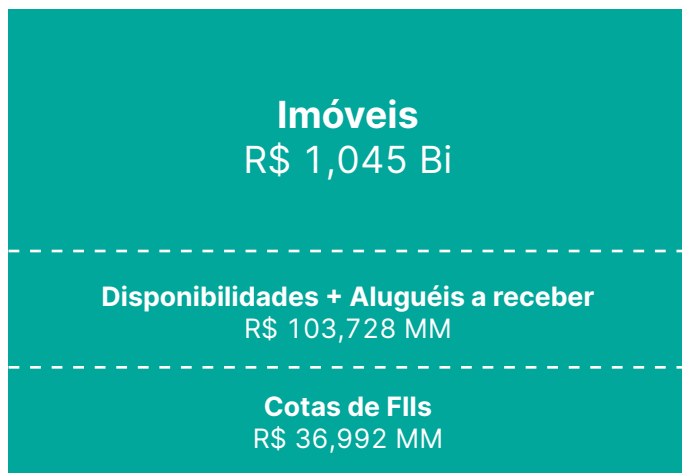 Imóveis
R$ 1,045 Bi
Disponibilidades + Aluguéis a receber
R$ 103,728 MM
Cotas de FIIs
R$ 36,992 MM